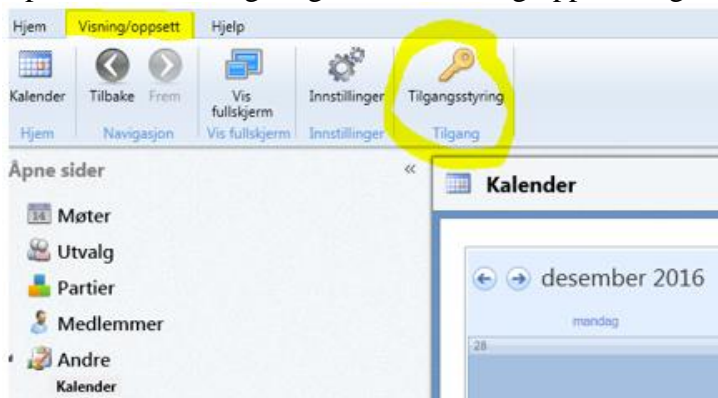 Hjem Visning/oppsett Hjelp
Kalender Tilbake Frem Vis fullskjerm Innstillinger Tilgangsstyring
Hjem Navigasjon Vis fullskjerm Innstillinger Tilgang
Åpne sider «
Kalender
14 Møter
Utvalg
Partier
Medlemmer
Andre
Kalender
desember 2016
mandag
28